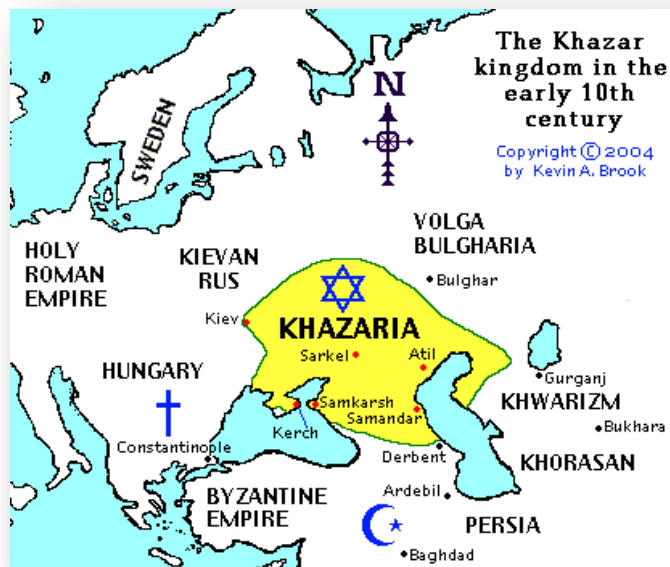 The Khazar
kingdom in the
early 10th
century
Copyright © 2004
by Kevin A. Brook
N
SWEDEN
HOLY
ROMAN
EMPIRE
KIEVAN
RUS
VOLGA
BULGHARIA
Bulghar
Kiev
KHAZARIA
Sarkel
Atil
HUNGARY
Gurganj
Samkarsh
KHWARIZM
Samandar
Kerch
Bukhara
Constantinople
Derbent
KHORASAN
BYZANTINE
EMPIRE
Ardebil
PERSIA
Baghdad